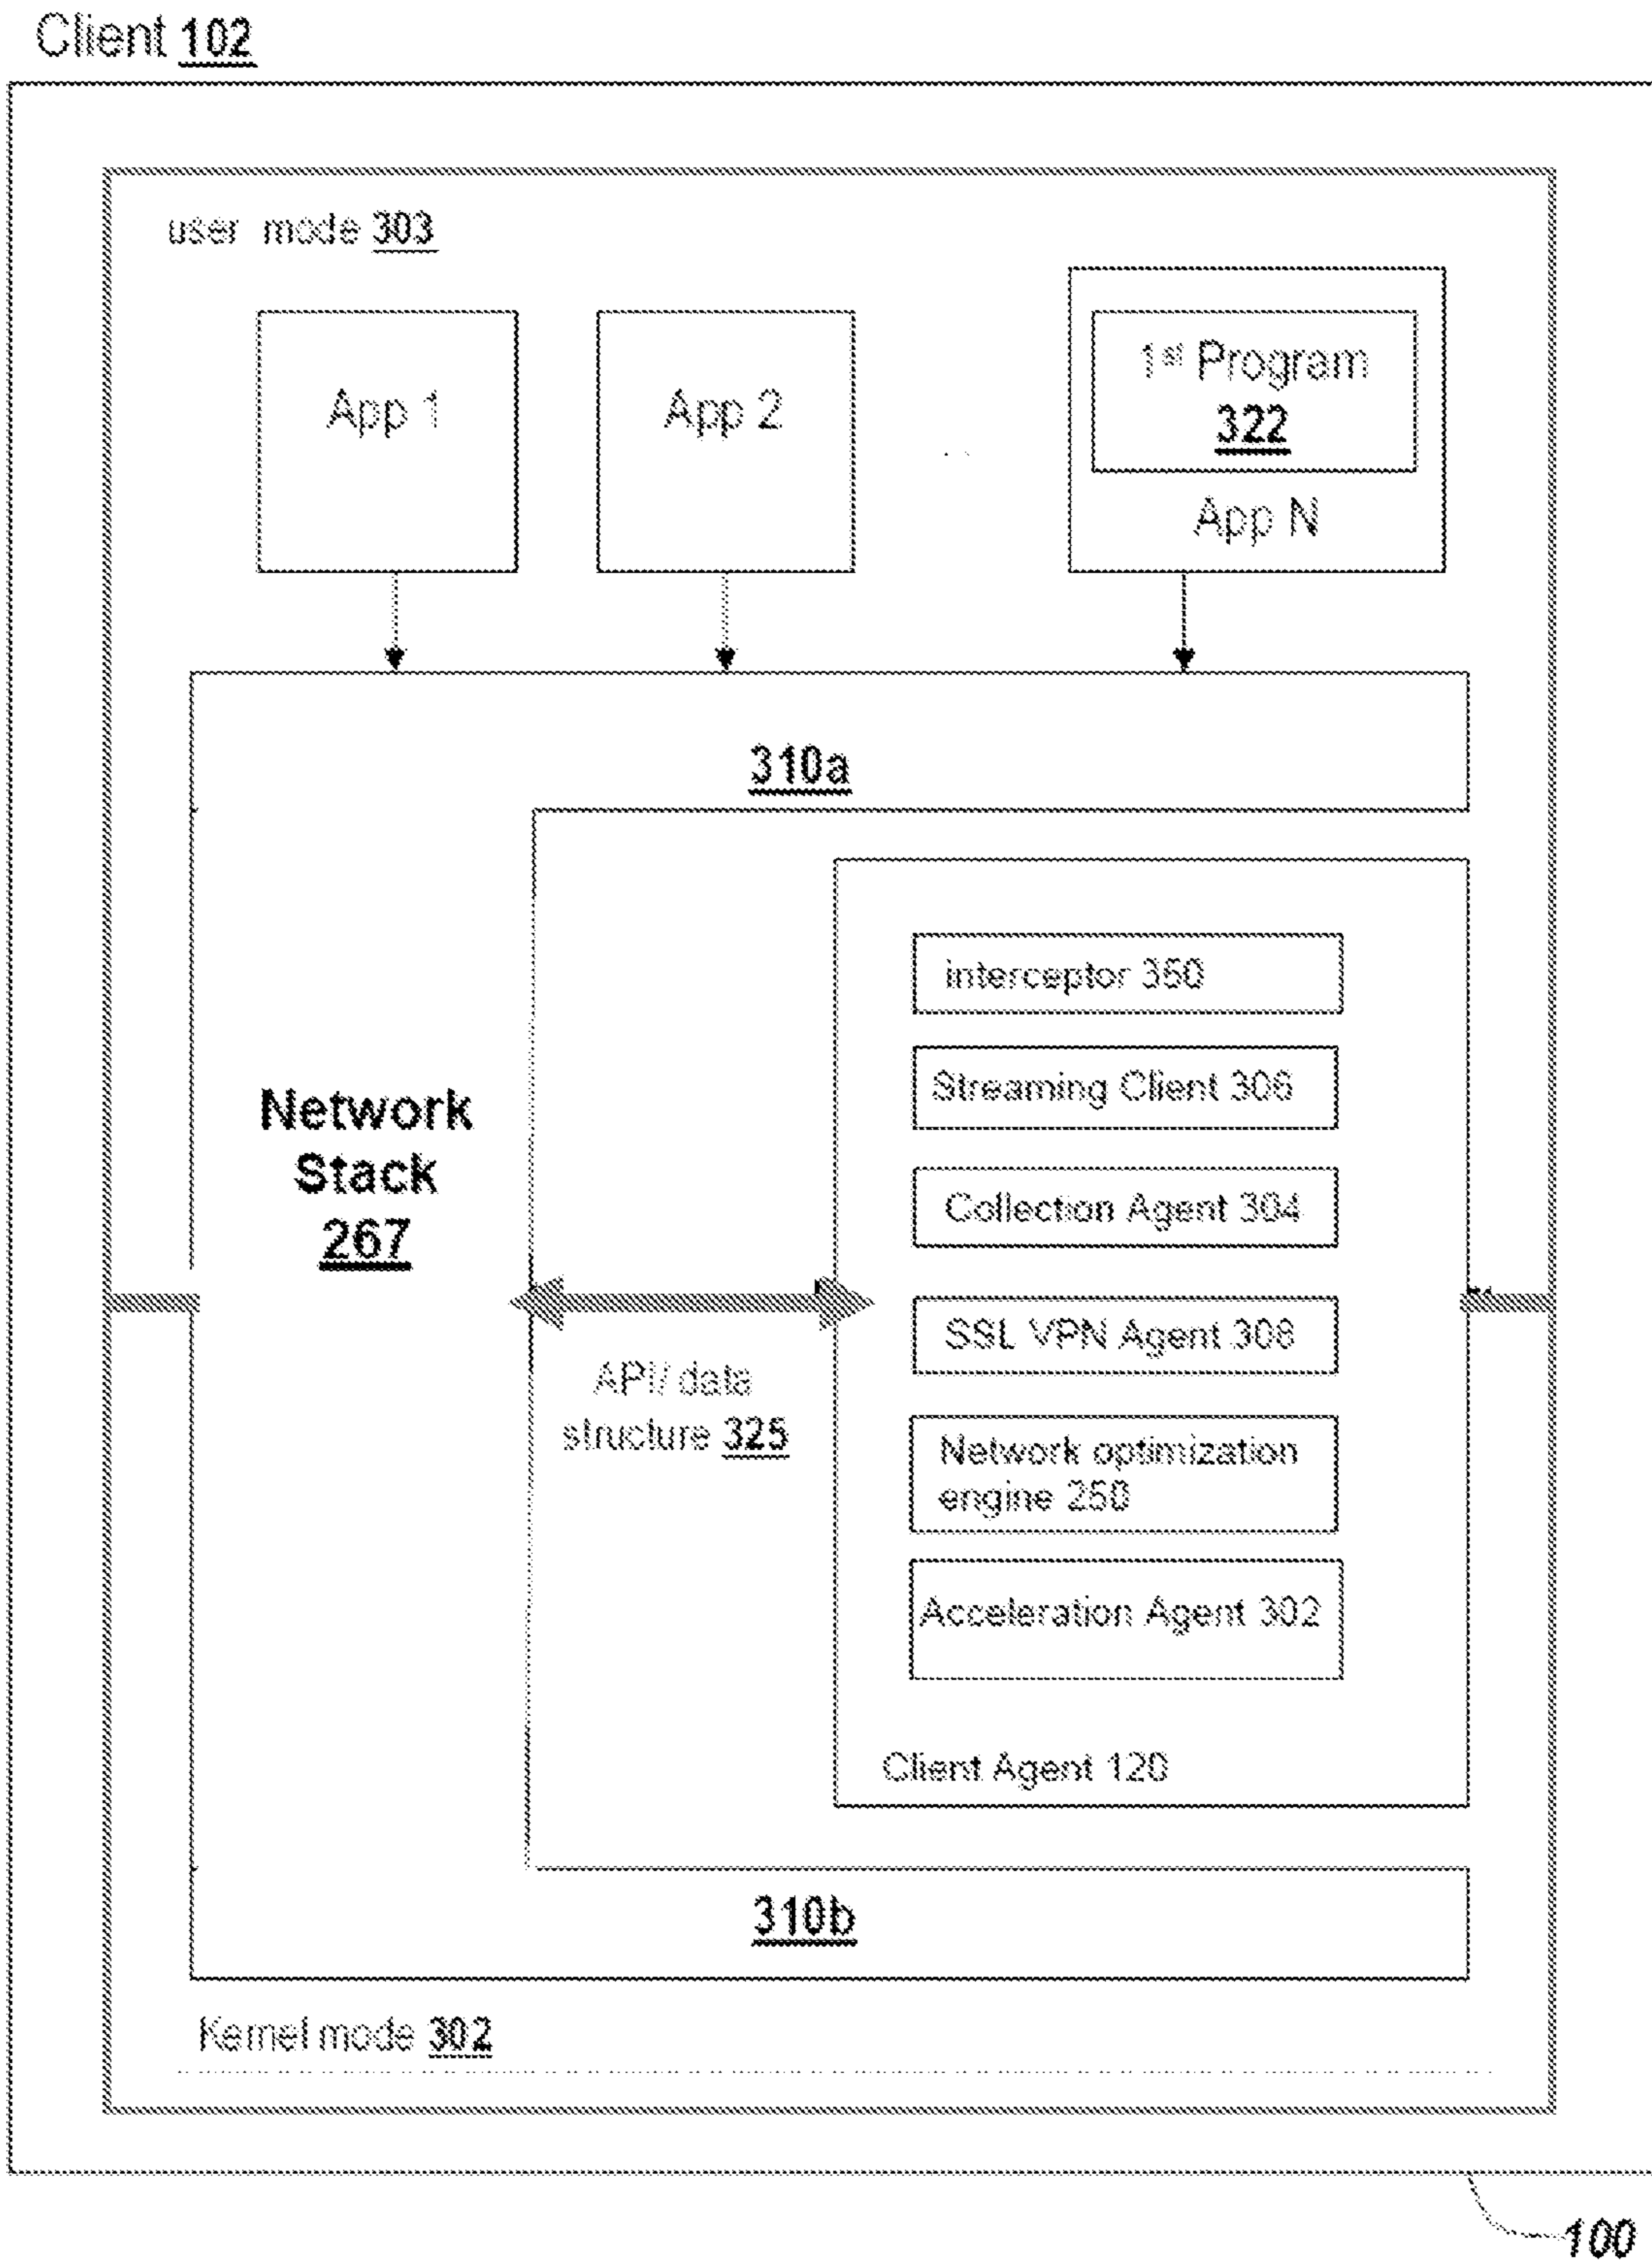 Client 102
user mode 303
App 1
App 2
1st Program
322
App N
310a
Network
Stack
267
API/ data
structure 325
interceptor 350
Streaming Client 306
Collection Agent 304
SSL VPN Agent 308
Network optimization
engine 250
Acceleration Agent 302
Client Agent 120
310b
Kernel mode 302
100